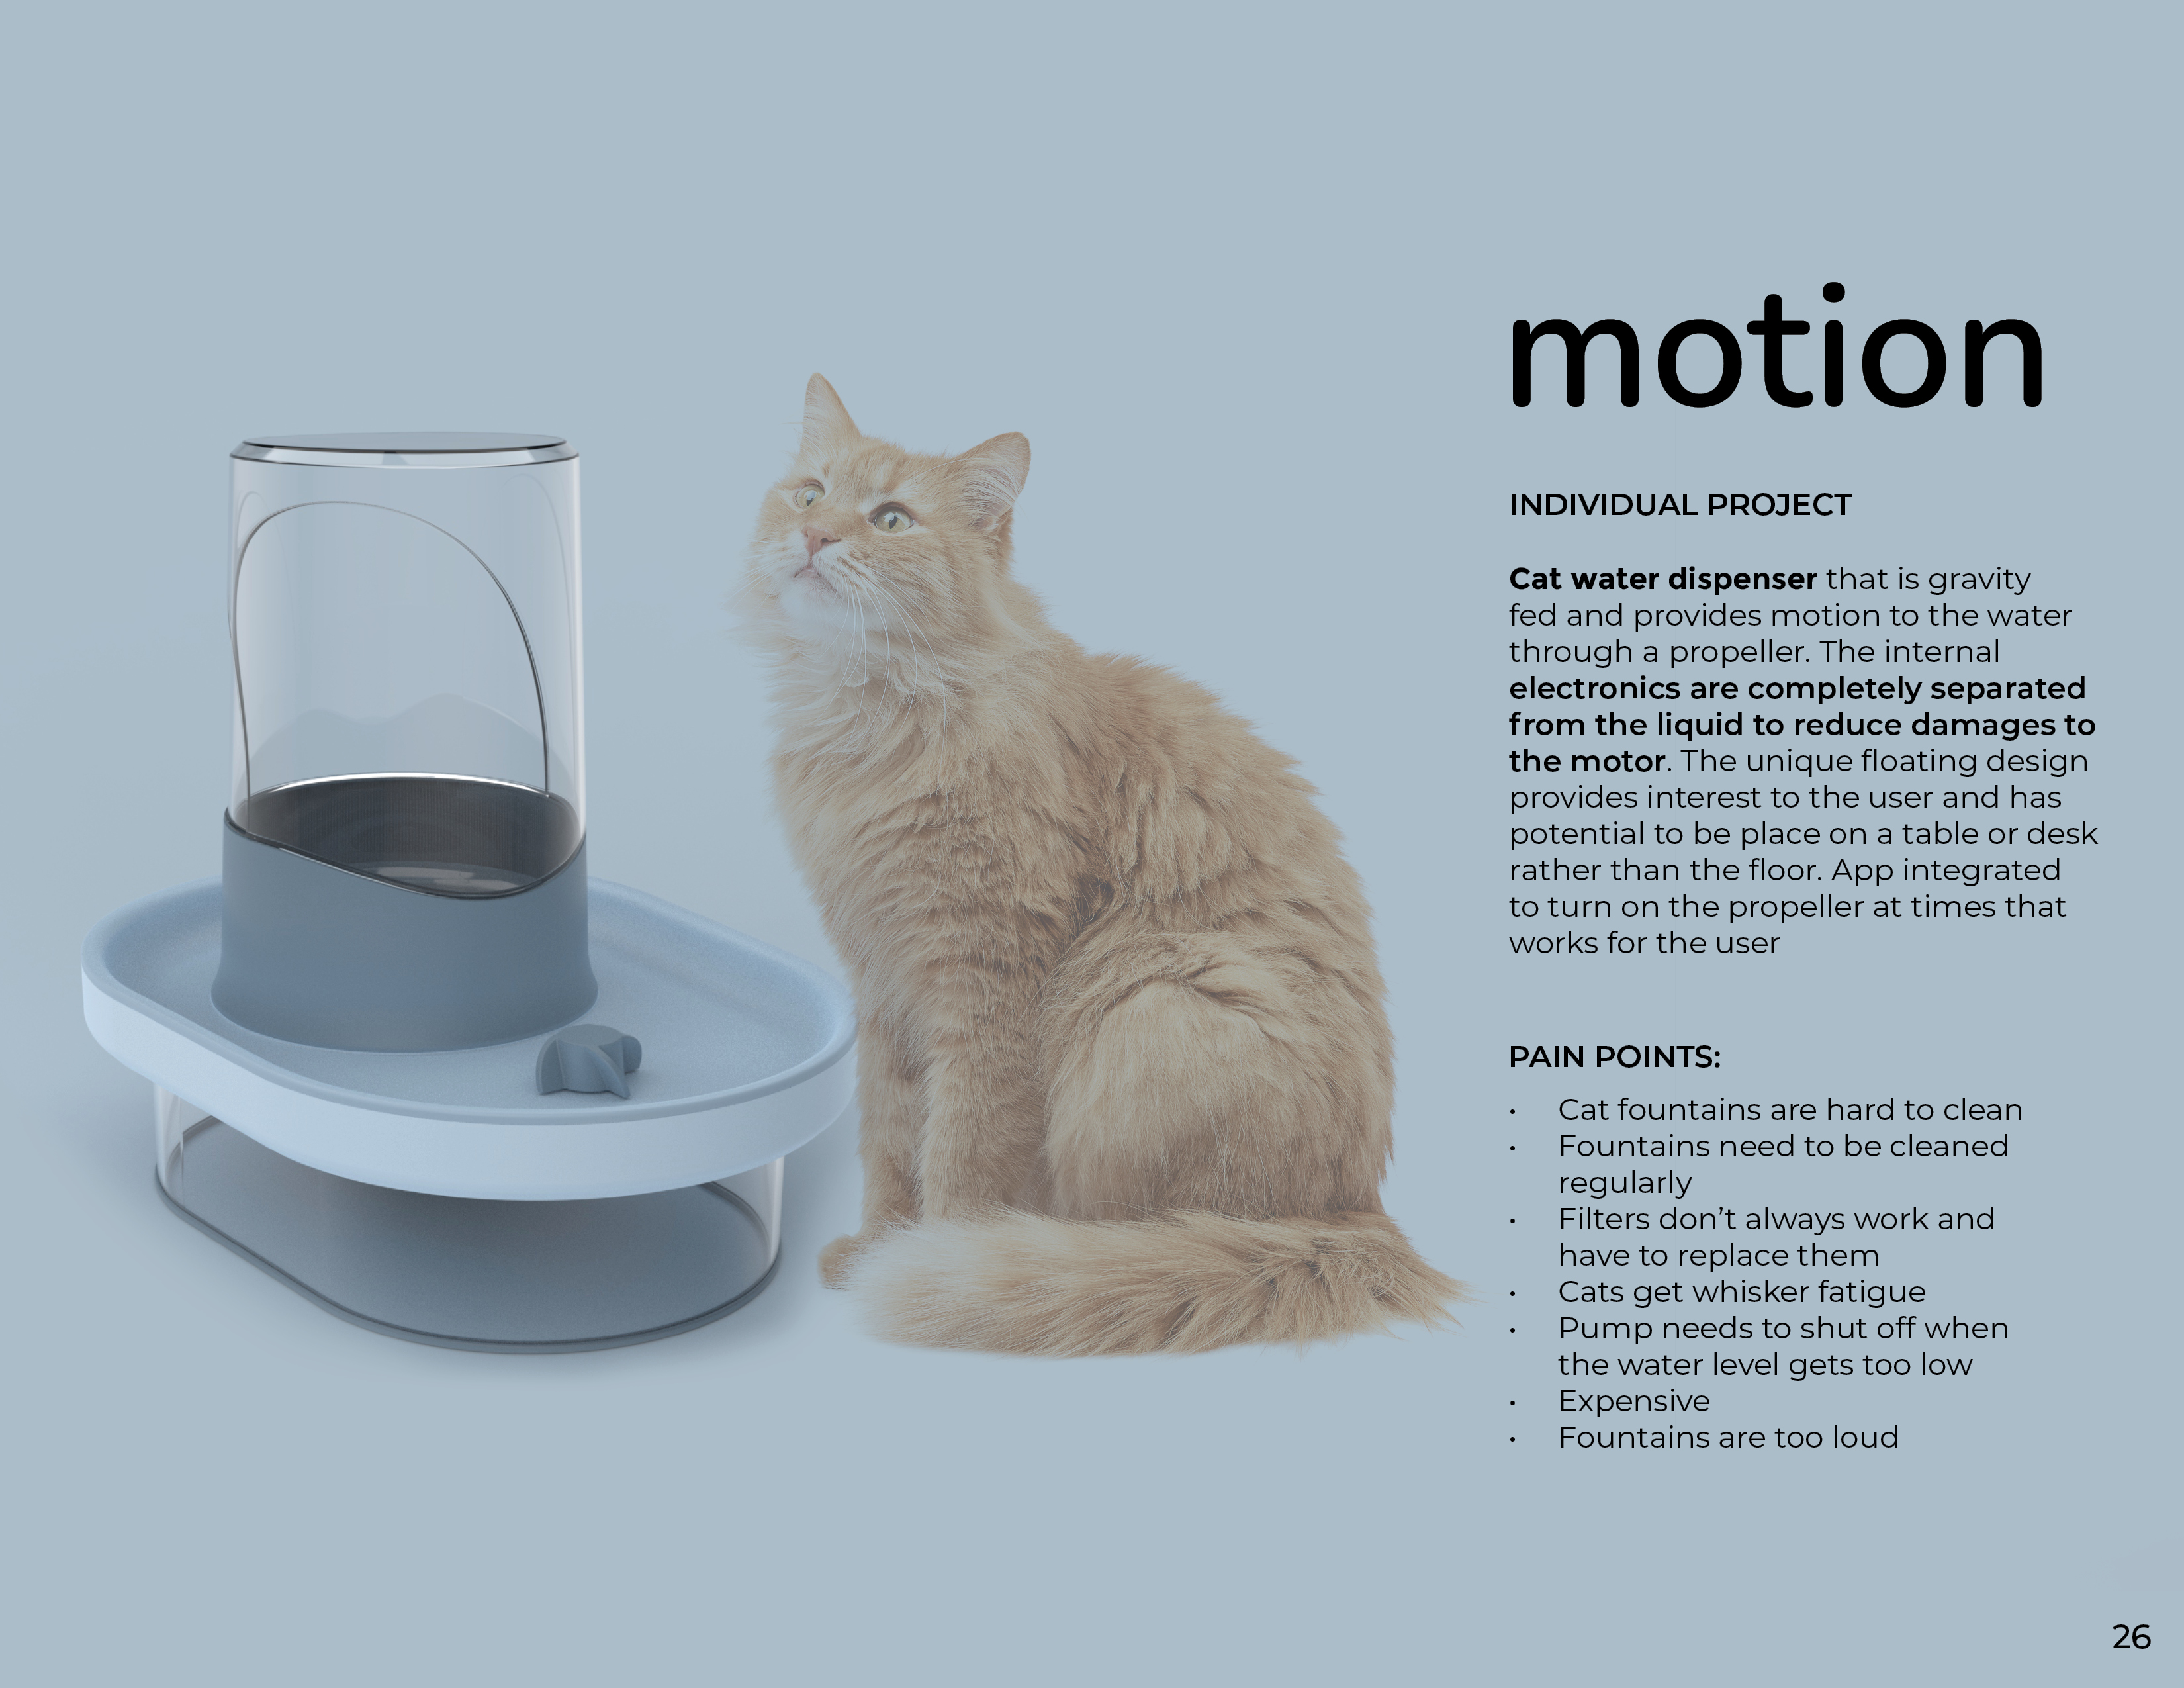 motion
INDIVIDUAL PROJECT
Cat water dispenser that is gravity
fed and provides motion to the water
through a propeller. The internal
electronics are completely separated
from the liquid to reduce damages to
the motor. The unique floating design
provides interest to the user and has
potential to be place on a table or desk
rather than the floor. App integrated
to turn on the propeller at times that
works for the user
PAIN POINTS:
• Cat fountains are hard to clean
• Fountains need to be cleaned
regularly
• Filters don’t always work and
have to replace them
• Cats get whisker fatigue
• Pump needs to shut off when
the water level gets too low
• Expensive
• Fountains are too loud
26